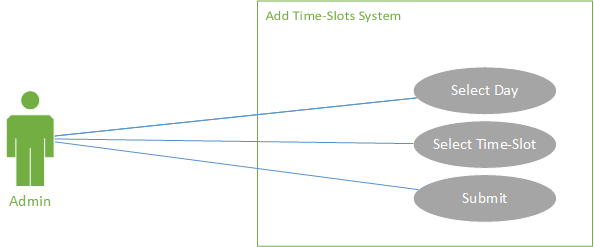 Add Time-Slots System
Select Day
Select Time-Slot
Submit
Admin